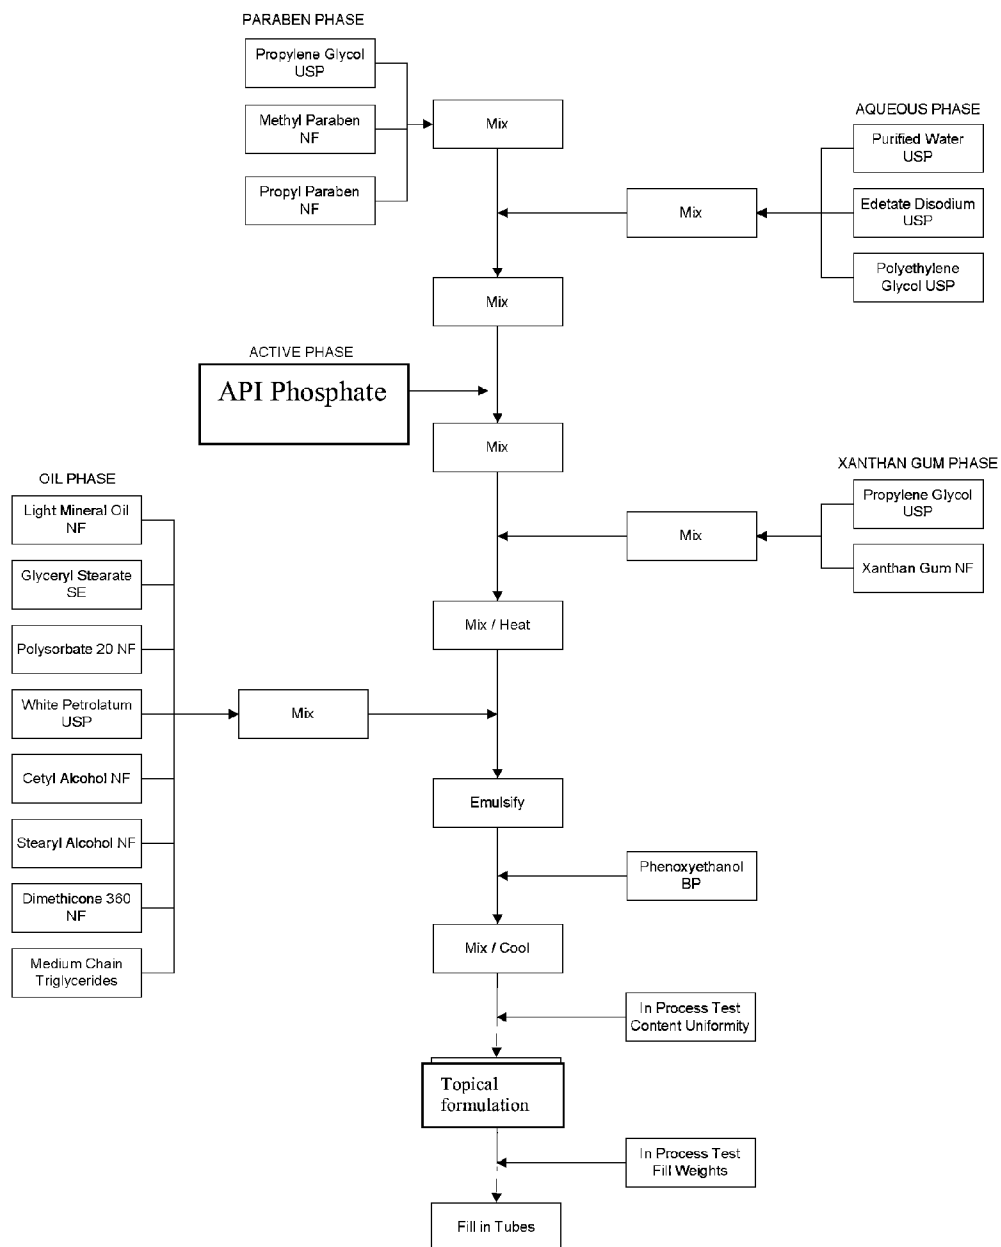 PARABEN PHASE
Propylene Glycol
USP
Methyl Paraben
NF
Propyl Paraben
NF
Mix
AQUEOUS PHASE
Purified Water
USP
Edetate Disodium
USP
Polyethylene
Glycol USP
Mix
Mix
ACTIVE PHASE
API Phosphate
Mix
XANTHAN GUM PHASE
Propylene Glycol
USP
Xanthan Gum NF
Mix
Mix / Heat
OIL PHASE
Light Mineral Oil
NF
Glyceryl Stearate
SE
Polysorbate 20 NF
White Petrolatum
USP
Cetyl Alcohol NF
Stearyl Alcohol NF
Dimethicone 360
NF
Medium Chain
Triglycerides
Mix
Emulsify
Phenoxyethanol
BP
Mix / Cool
In Process Test
Content Uniformity
Topical
formulation
In Process Test
Fill Weights
Fill in Tubes